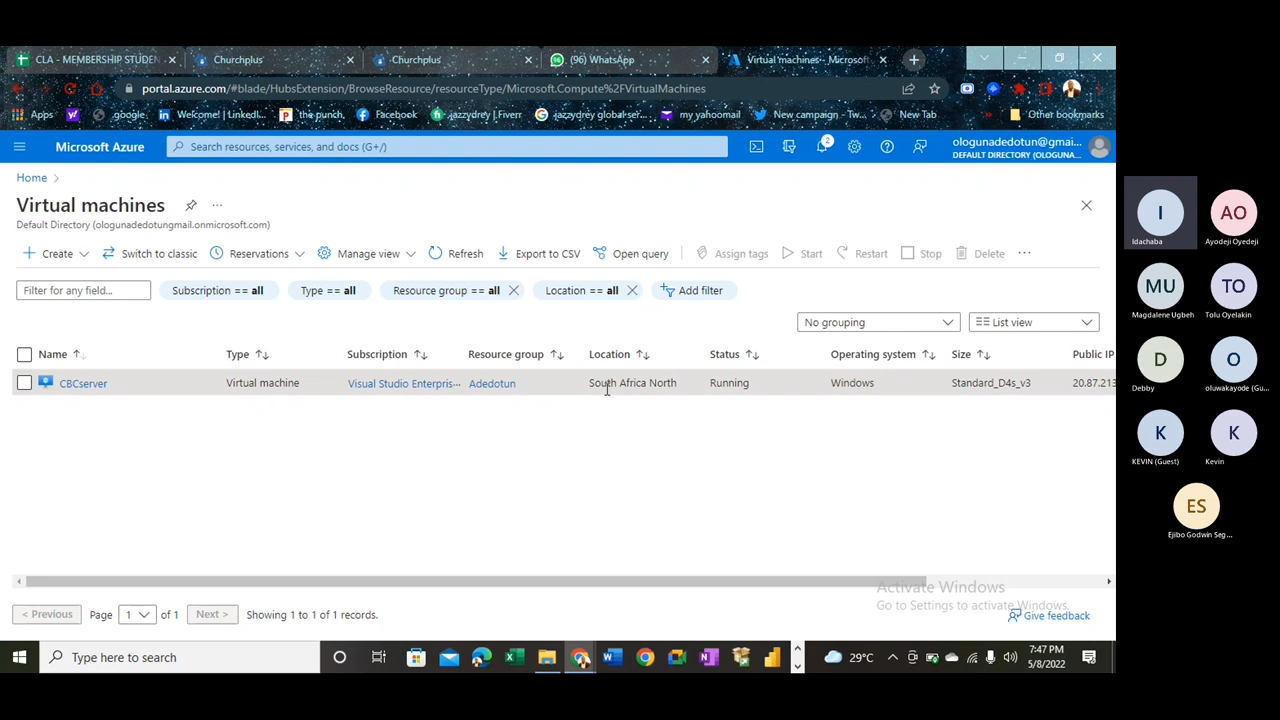 CLA - MEMBERSHIP STUDEN
Churchplus
Churchplus
(96) WhatsApp
Virtual machines - Microsoft
portal.azure.com/#blade/HubsExtension/BrowseResource/resourceType/Microsoft.Compute%2FVirtualMachines
Apps
google
Welcome! | LinkedI...
the punch,
Facebook
jazzydrey | Fiverr
jazzydrey global-ser...
my yahoomail
New campaign - Tw...
New Tab
»
Other bookmarks
Microsoft Azure
Search resources, services, and docs (G+/)
2
ologunadedotun@gmai...
DEFAULT DIRECTORY (OLOGUNA...
Home >
Virtual machines
...
Default Directory (ologunadedotungmail.onmicrosoft.com)
Create
Switch to classic
Reservations
Manage view
Refresh
Export to CSV
Open query
Assign tags
Start
Restart
Stop
Delete
...
Filter for any field...
Subscription == all
Type == all
Resource group == all
Location == all
Add filter
No grouping
List view
Name
Type
Subscription
Resource group
Location
Status
Operating system
Size
Public IP
CBCserver
Virtual machine
Visual Studio Enterpris...
Adedotun
South Africa North
Running
Windows
Standard_D4s_v3
20.87.213
Activate Windows
Go to Settings to activate Windows.
< Previous
Page
1
of 1
Next >
Showing 1 to 1 of 1 records.
Give feedback
Type here to search
29°C
7:47 PM
5/8/2022
I
Idachaba
AO
Ayodeji Oyedeji
MU
Magdalene Ugbeh
TO
Tolu Oyelakin
D
Debby
O
oluwakayode (Gu...
K
KEVIN (Guest)
K
Kevin
ES
Ejibo Godwin Seg...